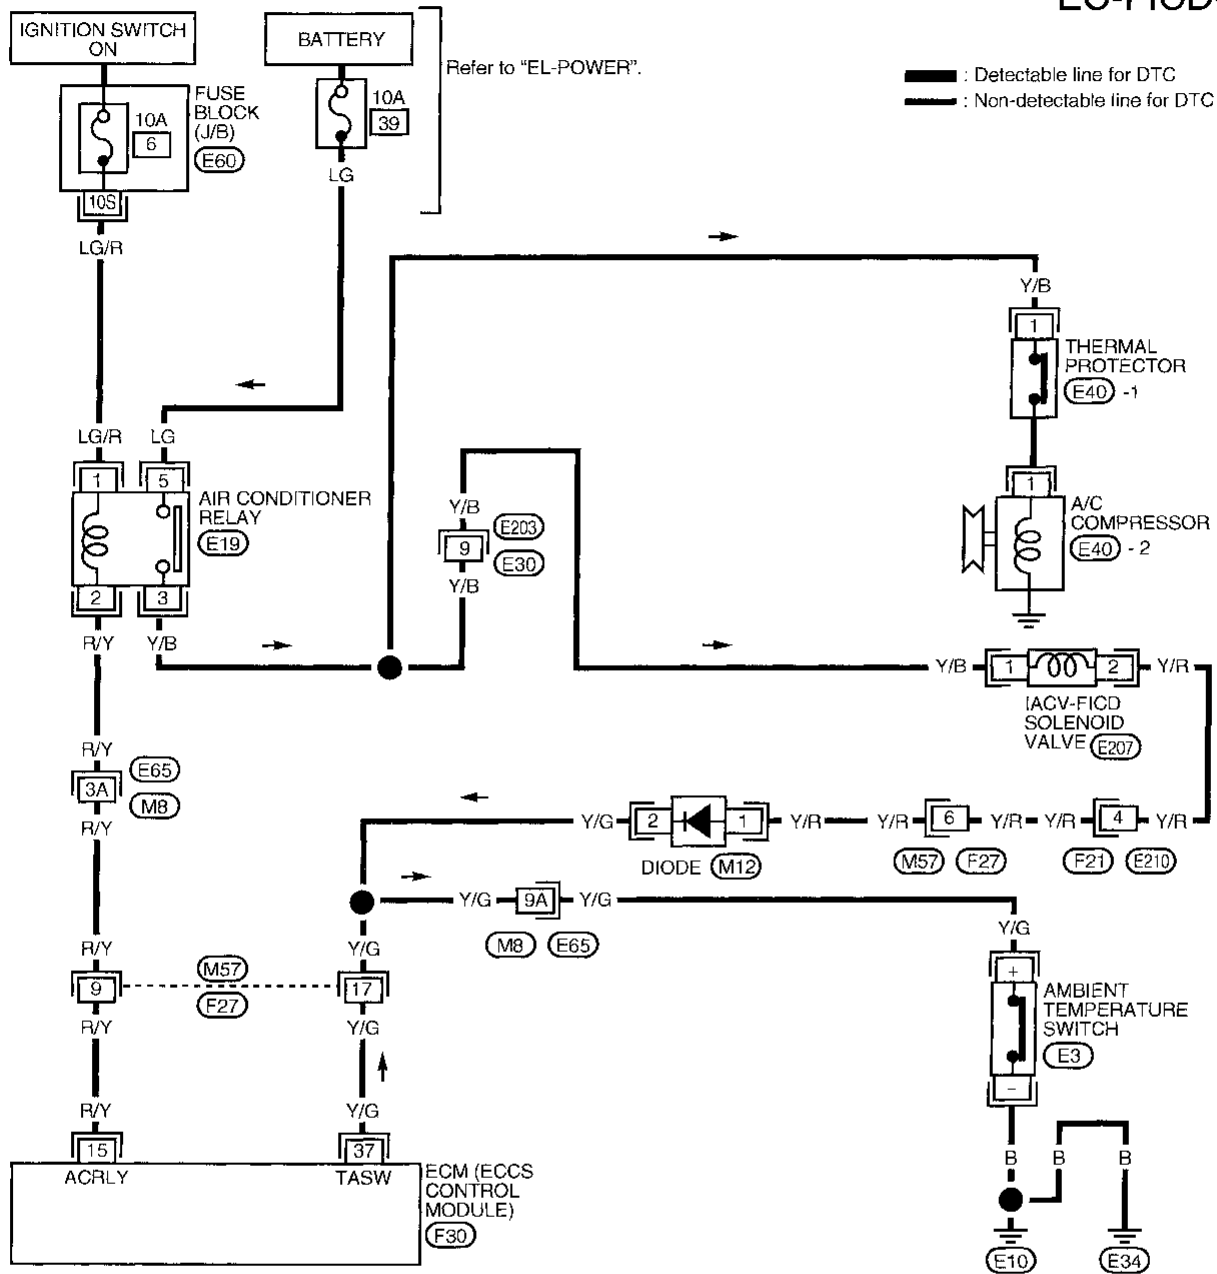 IGNITION SWITCH
ON
BATTERY
Refer to "EL-POWER".
: Detectable line for DTC
: Non-detectable line for DTC
FUSE
BLOCK
(J/B)
E60
10A
6
10A
39
10S
LG
LG/R
Y/B
1
THERMAL
PROTECTOR
E40 -1
LG/R
LG
1
5
AIR CONDITIONER
RELAY
E19
2
3
R/Y
Y/B
Y/B
E203
9
E30
Y/B
1
A/C
COMPRESSOR
E40 - 2
Y/B
1
2
Y/R
IACV-FICD
SOLENOID
VALVE
E207
R/Y
3A
E65
M8
R/Y
Y/G
2
1
Y/R
Y/R
6
Y/R
Y/R
4
Y/R
DIODE
M12
M57
F27
F21
E210
Y/G
9A
Y/G
M8
E65
Y/G
R/Y
Y/G
9
M57
F27
17
R/Y
Y/G
+
AMBIENT
TEMPERATURE
SWITCH
E3
-
R/Y
Y/G
15
37
ACRLY
TASW
ECM (ECCS
CONTROL
MODULE)
F30
B
B
B
E10
E34